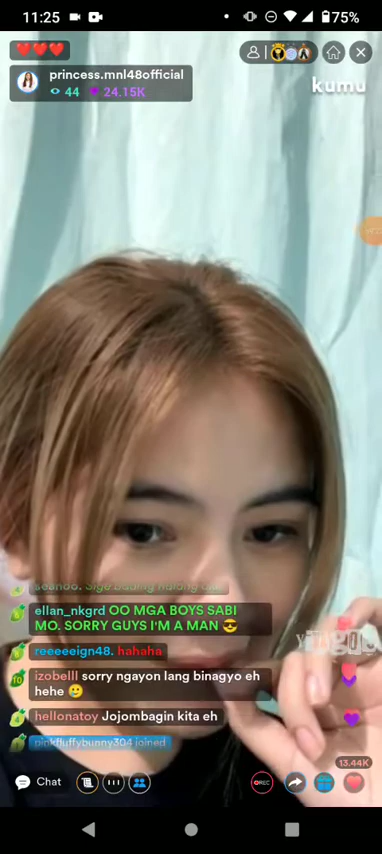 11:25
75%
❤️❤️❤️
princess.mnl48official
44 24.15K
kumu
ellan_nkgrd OO MGA BOYS SABI
MO. SORRY GUYS I'M A MAN 😎
reeeeeign48. hahaha
izobelll sorry ngayon lang binagyo eh
hehe 🥲
hellonatoy Jojombagin kita eh
pinkfluffybunny304 joined
13.44K
Chat
REC